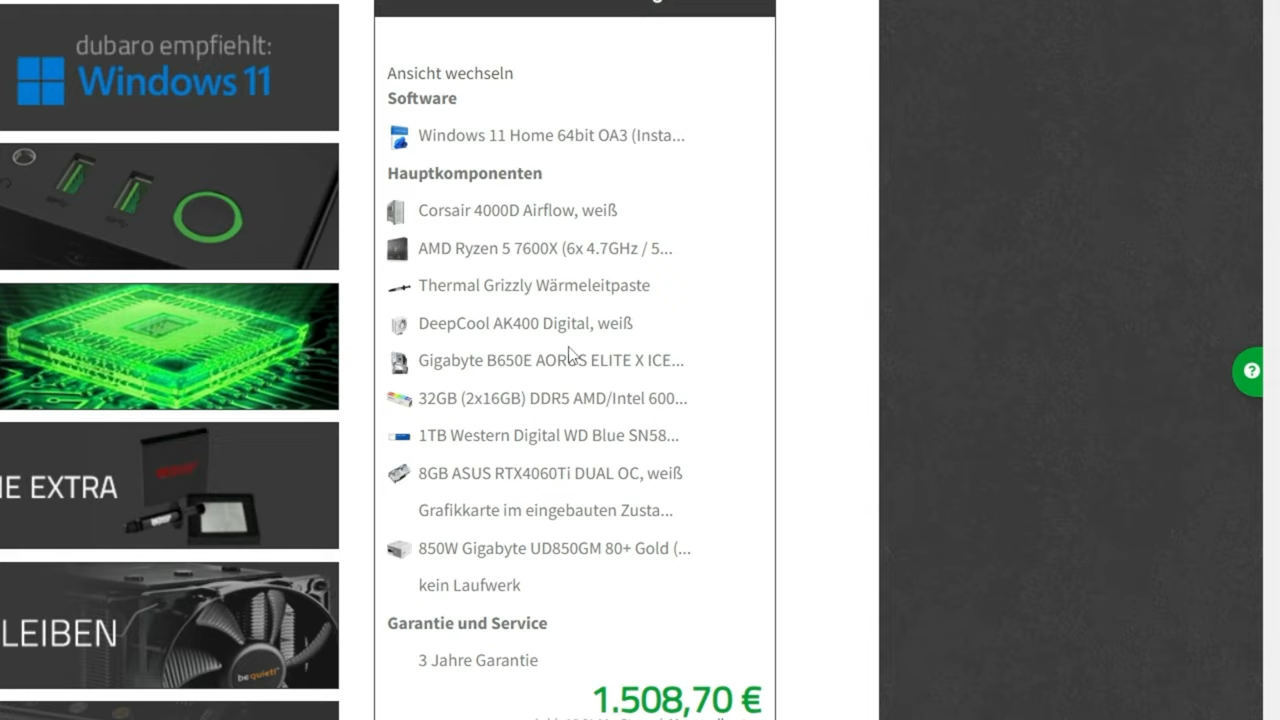 dubaro empfiehlt:
Windows 11
IE EXTRA
LEIBEN
be quiet!
Ansicht wechseln
Software
Windows 11 Home 64bit OA3 (Insta...
Hauptkomponenten
Corsair 4000D Airflow, weiß
AMD Ryzen 5 7600X (6x 4.7GHz / 5...
Thermal Grizzly Wärmeleitpaste
DeepCool AK400 Digital, weiß
Gigabyte B650E AORUS ELITE X ICE...
32GB (2x16GB) DDR5 AMD/Intel 600...
1TB Western Digital WD Blue SN58...
8GB ASUS RTX4060Ti DUAL OC, weiß
Grafikkarte im eingebauten Zusta...
850W Gigabyte UD850GM 80+ Gold (...
kein Laufwerk
Garantie und Service
3 Jahre Garantie
1.508,70 €
?